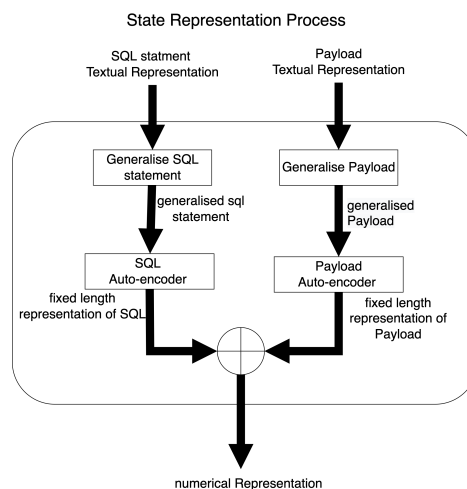 State Representation Process
SQL statment
Textual Representation
Payload
Textual Representation
Generalise SQL
statement
Generalise Payload
generalised sql
statement
generalised
Payload
SQL
Auto-encoder
Payload
Auto-encoder
fixed length
representation of SQL
fixed length
representation of
Payload
numerical Representation